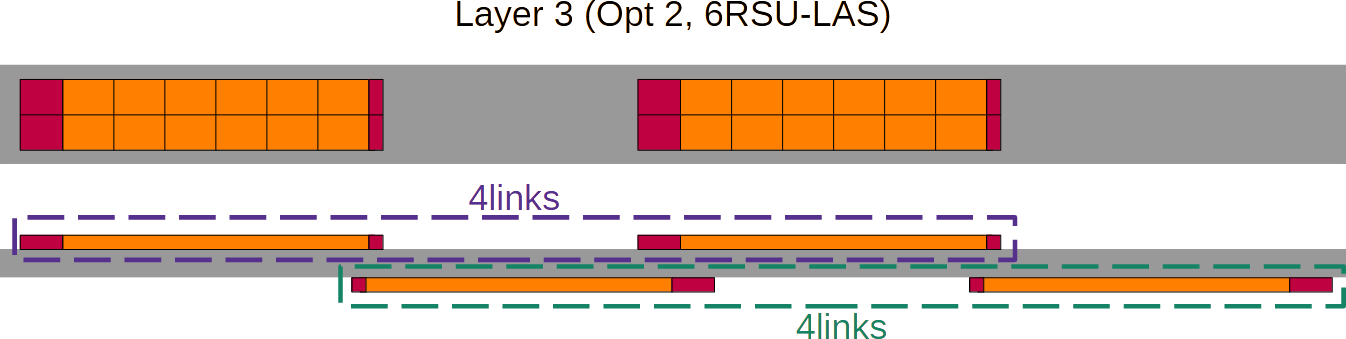 Layer 3 (Opt 2, 6RSU-LAS)
4links
4links